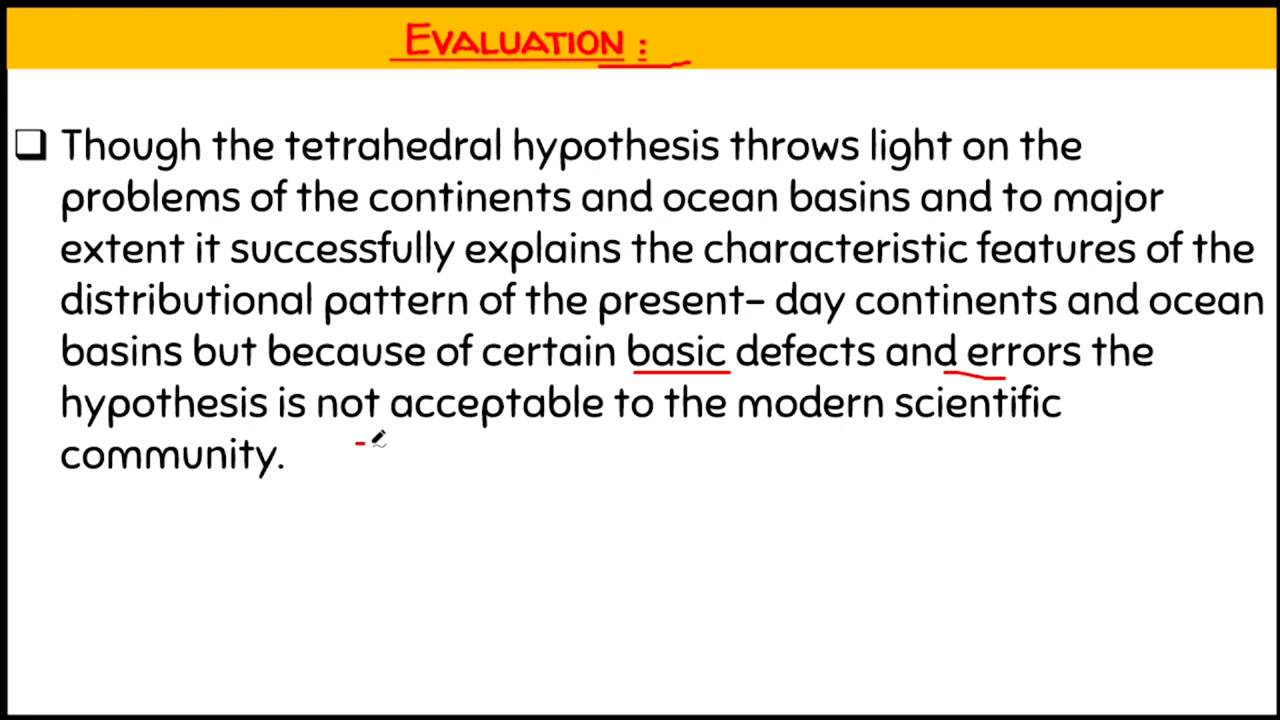 EVALUATION :
Though the tetrahedral hypothesis throws light on the
problems of the continents and ocean basins and to major
extent it successfully explains the characteristic features of the
distributional pattern of the present- day continents and ocean
basins but because of certain basic defects and errors the
hypothesis is not acceptable to the modern scientific
community.